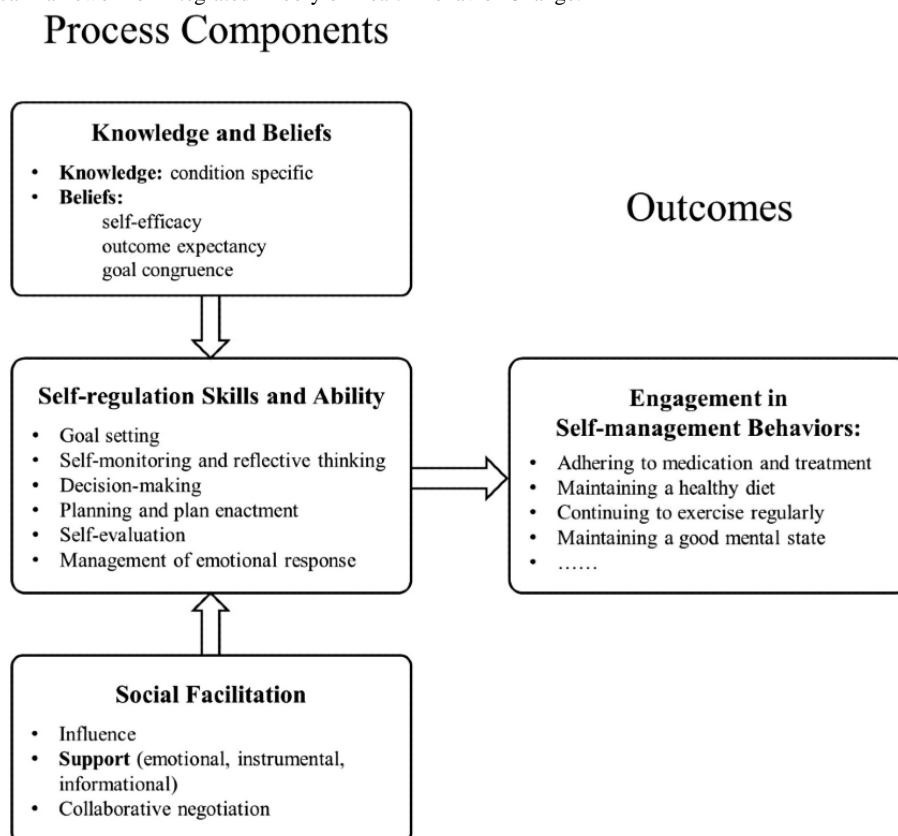 Process Components
Knowledge and Beliefs
• Knowledge: condition specific
• Beliefs:
self-efficacy
outcome expectancy
goal congruence
Outcomes
Self-regulation Skills and Ability
• Goal setting
• Self-monitoring and reflective thinking
• Decision-making
• Planning and plan enactment
• Self-evaluation
• Management of emotional response
Engagement in
Self-management Behaviors:
• Adhering to medication and treatment
• Maintaining a healthy diet
• Continuing to exercise regularly
• Maintaining a good mental state
• ……
Social Facilitation
• Influence
• Support (emotional, instrumental,
informational)
• Collaborative negotiation